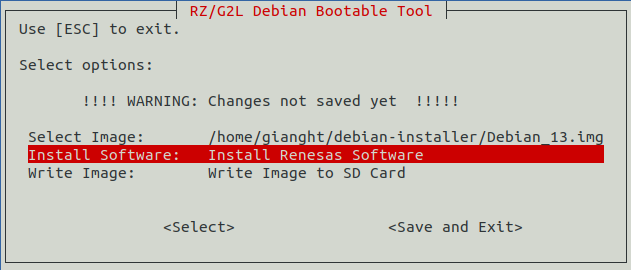 RZ/G2L Debian Bootable Tool
Use [ESC] to exit.
Select options:
!!!! WARNING: Changes not saved yet !!!!!
Select Image: /home/gianght/debian-installer/Debian_13.img
Install Software: Install Renesas Software
Write Image: Write Image to SD Card
<Select> <Save and Exit>